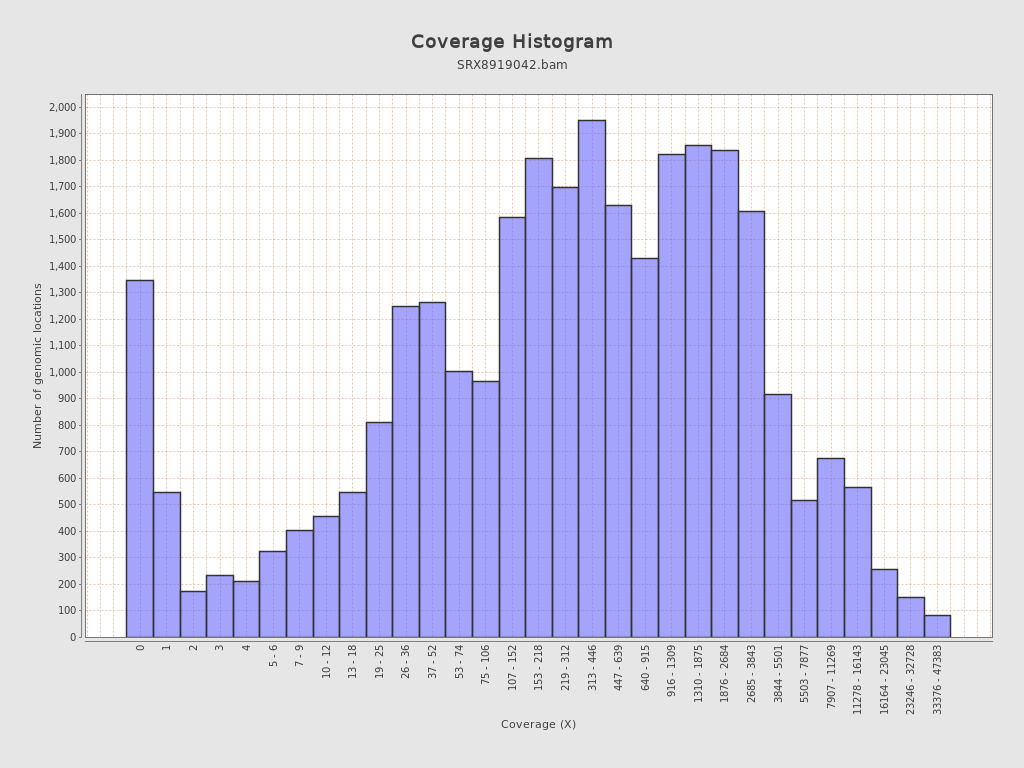 Coverage Histogram
SRX8919042.bam
Number of genomic locations
2,000
1,900
1,800
1,700
1,600
1,500
1,400
1,300
1,200
1,100
1,000
900
800
700
600
500
400
300
200
100
0
0
1
2
3
4
5 - 6
7 - 9
10 - 12
13 - 18
19 - 25
26 - 36
37 - 52
53 - 74
75 - 106
107 - 152
153 - 218
219 - 312
313 - 446
447 - 639
640 - 915
916 - 1309
1310 - 1875
1876 - 2684
2685 - 3843
3844 - 5501
5503 - 7877
7907 - 11269
11278 - 16143
16164 - 23045
23246 - 32728
33376 - 47383
Coverage (X)